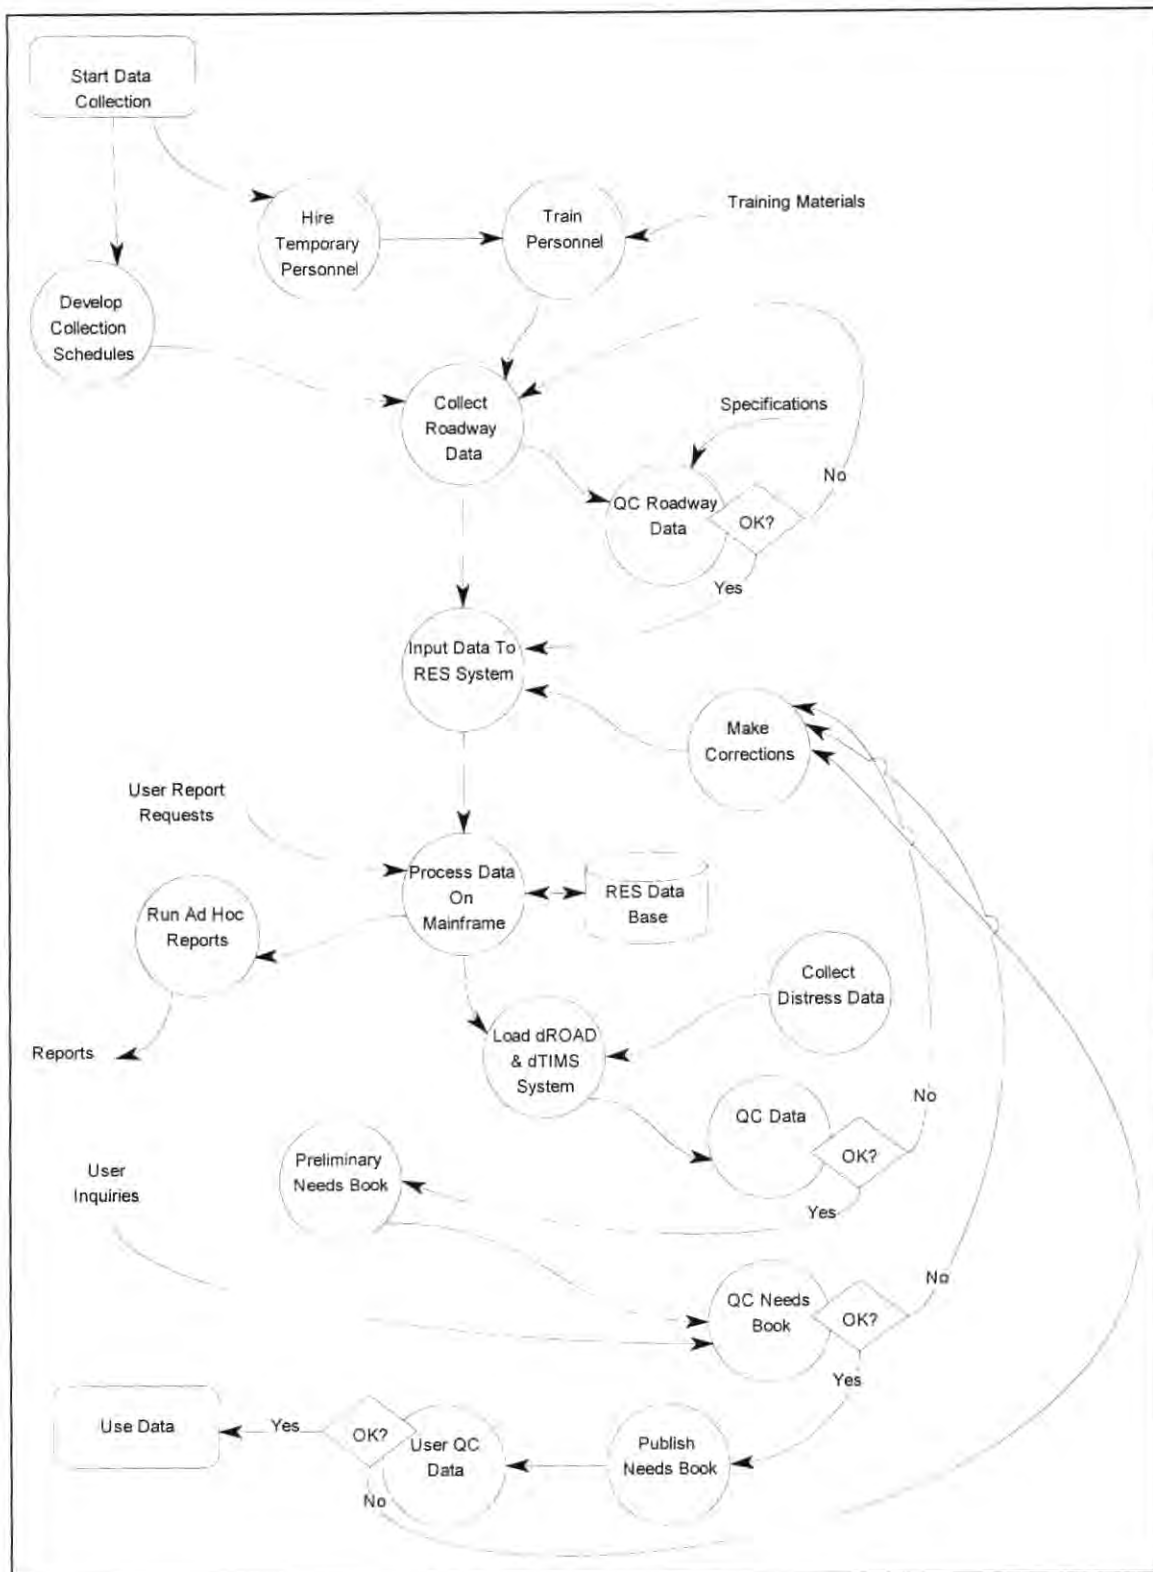 Start Data
Collection
Hire
Temporary
Personnel
Train
Personnel
Training Materials
Develop
Collection
Schedules
Collect
Roadway
Data
Specifications
No
QC Roadway
Data
OK?
Yes
Input Data To
RES System
Make
Corrections
User Report
Requests
Process Data
On
Mainframe
RES Data
Base
Run Ad Hoc
Reports
Collect
Distress Data
Reports
Load dROAD
& dTIMS
System
No
QC Data
OK?
Yes
Preliminary
Needs Book
User
Inquiries
No
QC Needs
Book
OK?
Yes
Use Data
Yes
OK?
User QC
Data
No
Publish
Needs Book